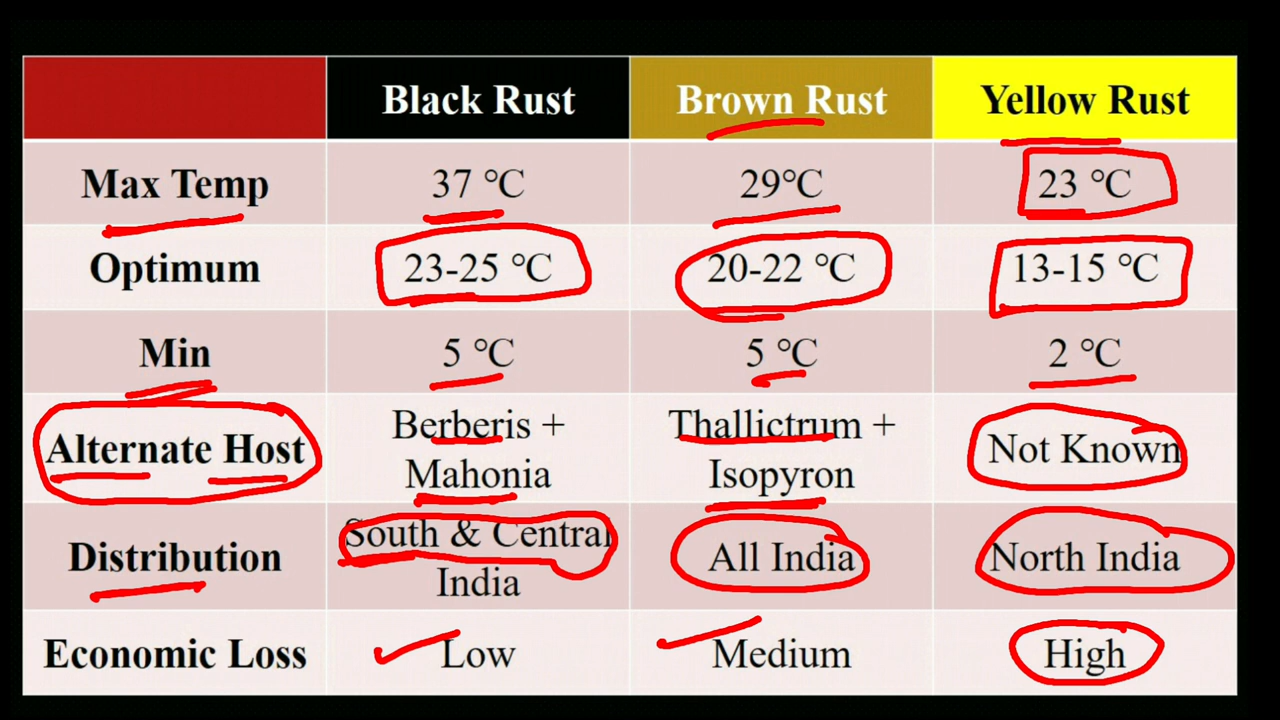 Black Rust Brown Rust Yellow Rust
Max Temp 37 °C 29°C 23 °C
Optimum 23-25 °C 20-22 °C 13-15 °C
Min 5 °C 5 °C 2 °C
Alternate Host Berberis + Mahonia Thallictrum + Isopyron Not Known
Distribution South & Central India All India North India
Economic Loss Low Medium High